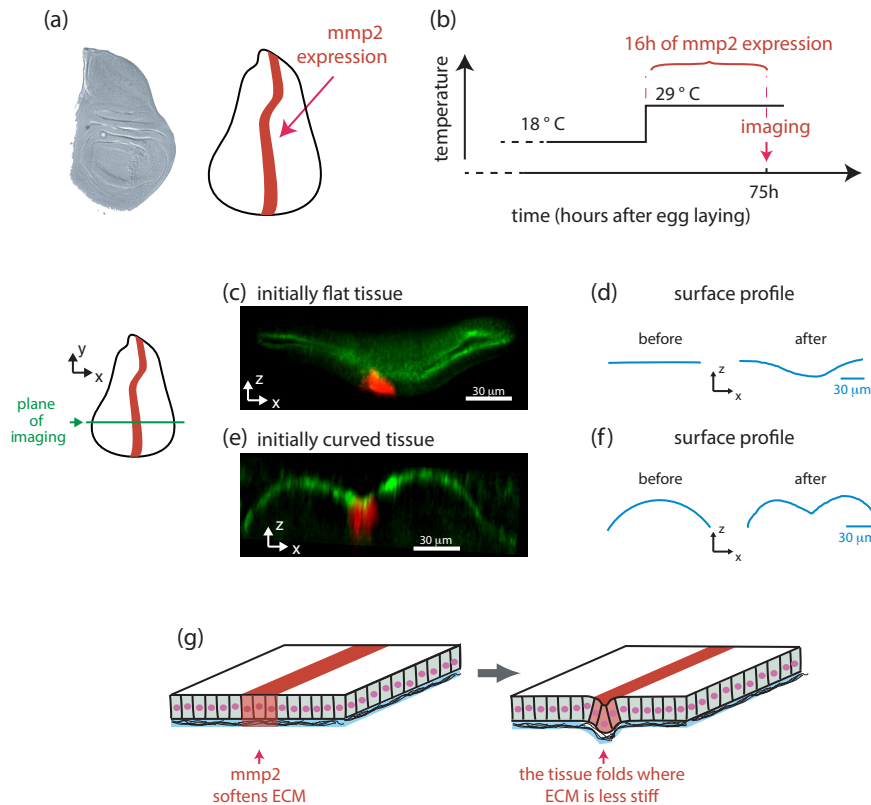 (a)
mmp2
expression
(b)
16h of mmp2 expression
temperature
18 °C
29 °C
imaging
75h
time (hours after egg laying)
y
x
plane
of
imaging
(c) initially flat tissue
z
x
30 μm
(d) surface profile
before
after
z
x
30 μm
(e) initially curved tissue
z
x
30 μm
(f) surface profile
before
after
z
x
30 μm
(g)
mmp2
softens ECM
the tissue folds where
ECM is less stiff